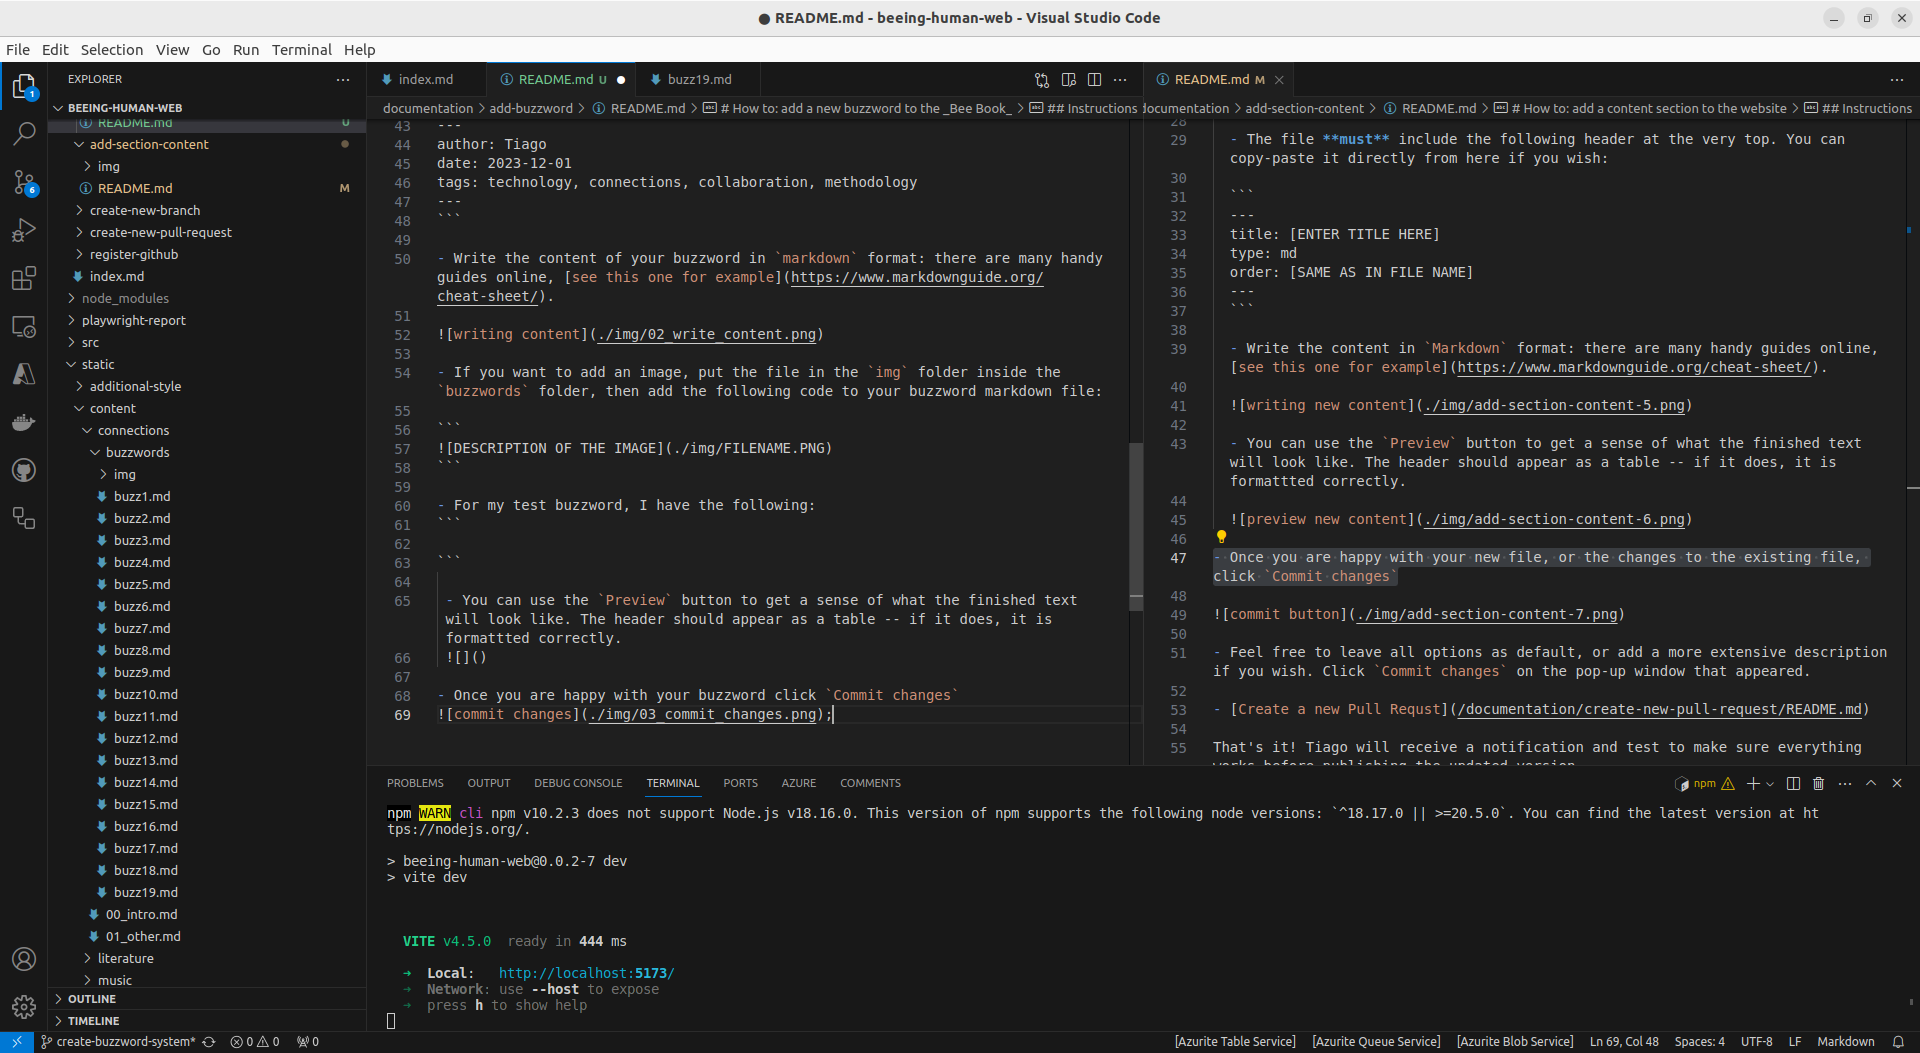 ● README.md - beeing-human-web - Visual Studio Code
File Edit Selection View Go Run Terminal Help
EXPLORER
BEEING-HUMAN-WEB
README.md U
add-section-content
img
README.md M
create-new-branch
create-new-pull-request
register-github
index.md
node_modules
playwright-report
src
static
additional-style
content
connections
buzzwords
img
buzz1.md
buzz2.md
buzz3.md
buzz4.md
buzz5.md
buzz6.md
buzz7.md
buzz8.md
buzz9.md
buzz10.md
buzz11.md
buzz12.md
buzz13.md
buzz14.md
buzz15.md
buzz16.md
buzz17.md
buzz18.md
buzz19.md
00_intro.md
01_other.md
literature
music
OUTLINE
TIMELINE
1
6
index.md README.md U buzz19.md
documentation > add-buzzword > README.md > # How to: add a new buzzword to the _Bee Book_ > ## Instructions
43 ---
44 author: Tiago
45 date: 2023-12-01
46 tags: technology, connections, collaboration, methodology
47 ---
48 ```
49
50 - Write the content of your buzzword in `markdown` format: there are many handy
guides online, [see this one for example](https://www.markdownguide.org/
cheat-sheet/).
51
52 ![writing content](./img/02_write_content.png)
53
54 - If you want to add an image, put the file in the `img` folder inside the
`buzzwords` folder, then add the following code to your buzzword markdown file:
55
56 ```
57 ![DESCRIPTION OF THE IMAGE](./img/FILENAME.PNG)
58 ```
59
60 - For my test buzzword, I have the following:
61 ```
62
63 ```
64
65 - You can use the `Preview` button to get a sense of what the finished text
will look like. The header should appear as a table -- if it does, it is
formattted correctly.
66 ![]()
67
68 - Once you are happy with your buzzword click `Commit changes`
69 ![commit changes](./img/03_commit_changes.png);
README.md M
documentation > add-section-content > README.md > # How to: add a content section to the website > ## Instructions
28
29 - The file **must** include the following header at the very top. You can
copy-paste it directly from here if you wish:
30
31 ```
32 ---
33 title: [ENTER TITLE HERE]
34 type: md
35 order: [SAME AS IN FILE NAME]
36 ---
37 ```
38
39 - Write the content in `Markdown` format: there are many handy guides online,
[see this one for example](https://www.markdownguide.org/cheat-sheet/).
40
41 ![writing new content](./img/add-section-content-5.png)
42
43 - You can use the `Preview` button to get a sense of what the finished text
will look like. The header should appear as a table -- if it does, it is
formattted correctly.
44
45 ![preview new content](./img/add-section-content-6.png)
46
47 - Once you are happy with your new file, or the changes to the existing file,
click `Commit changes`
48
49 ![commit button](./img/add-section-content-7.png)
50
51 - Feel free to leave all options as default, or add a more extensive description
if you wish. Click `Commit changes` on the pop-up window that appeared.
52
53 - [Create a new Pull Requst](/documentation/create-new-pull-request/README.md)
54
55 That's it! Tiago will receive a notification and test to make sure everything
works before publishing the updated version
PROBLEMS OUTPUT DEBUG CONSOLE TERMINAL PORTS AZURE COMMENTS
npm
npm WARN cli npm v10.2.3 does not support Node.js v18.16.0. This version of npm supports the following node versions: `^18.17.0 || >=20.5.0`. You can find the latest version at ht
tps://nodejs.org/.
> beeing-human-web@0.0.2-7 dev
> vite dev
VITE v4.5.0 ready in 444 ms
➜ Local: http://localhost:5173/
➜ Network: use --host to expose
➜ press h to show help
create-buzzword-system* 0 0 0 [Azurite Table Service] [Azurite Queue Service] [Azurite Blob Service] Ln 69, Col 48 Spaces: 4 UTF-8 LF Markdown